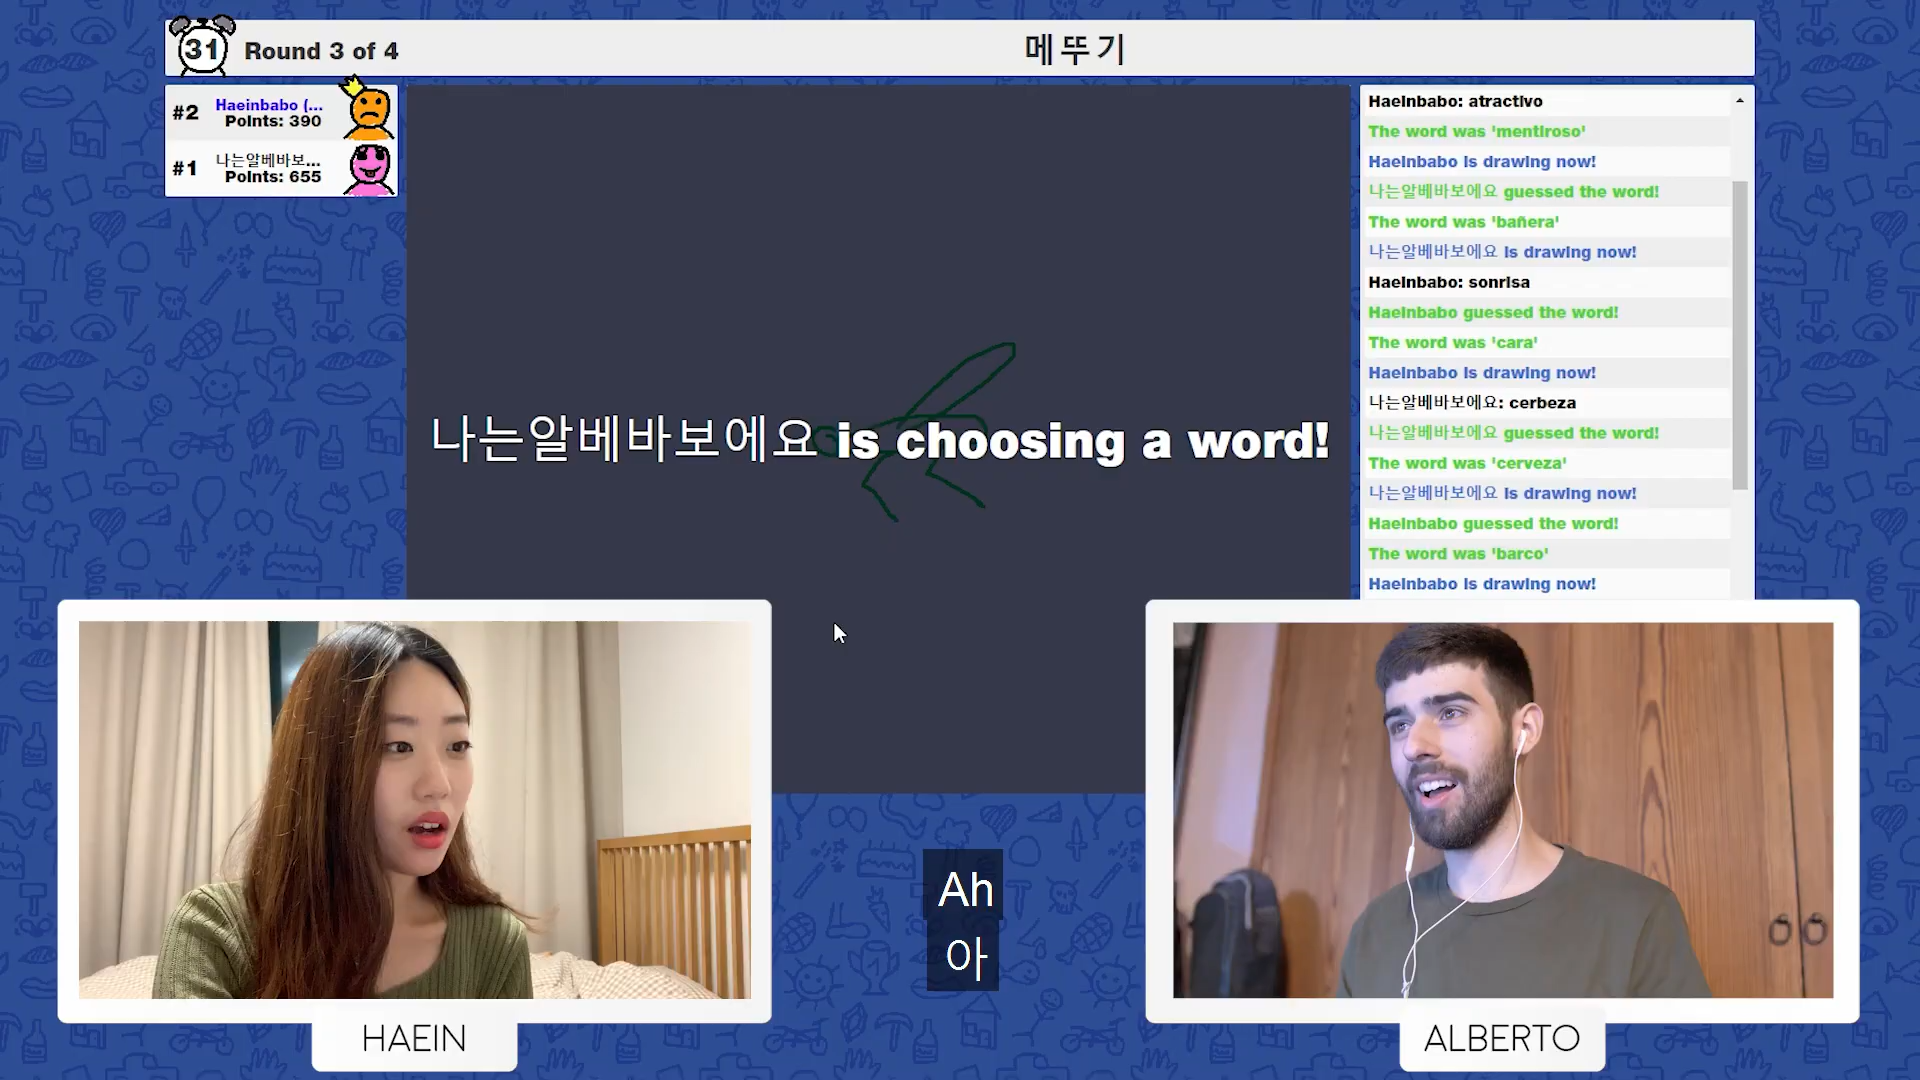 31
Round 3 of 4
메뚜기
#2
Haeinbabo (...
Points: 390
#1
나는알베바보...
Points: 655
나는알베바보에요 is choosing a word!
Haeinbabo: atractivo
The word was 'mentiroso'
Haeinbabo is drawing now!
나는알베바보에요 guessed the word!
The word was 'bañera'
나는알베바보에요 is drawing now!
Haeinbabo: sonrisa
Haeinbabo guessed the word!
The word was 'cara'
Haeinbabo is drawing now!
나는알베바보에요: cerbeza
나는알베바보에요 guessed the word!
The word was 'cerveza'
나는알베바보에요 is drawing now!
Haeinbabo guessed the word!
The word was 'barco'
Haeinbabo is drawing now!
Ah
아
HAEIN
ALBERTO